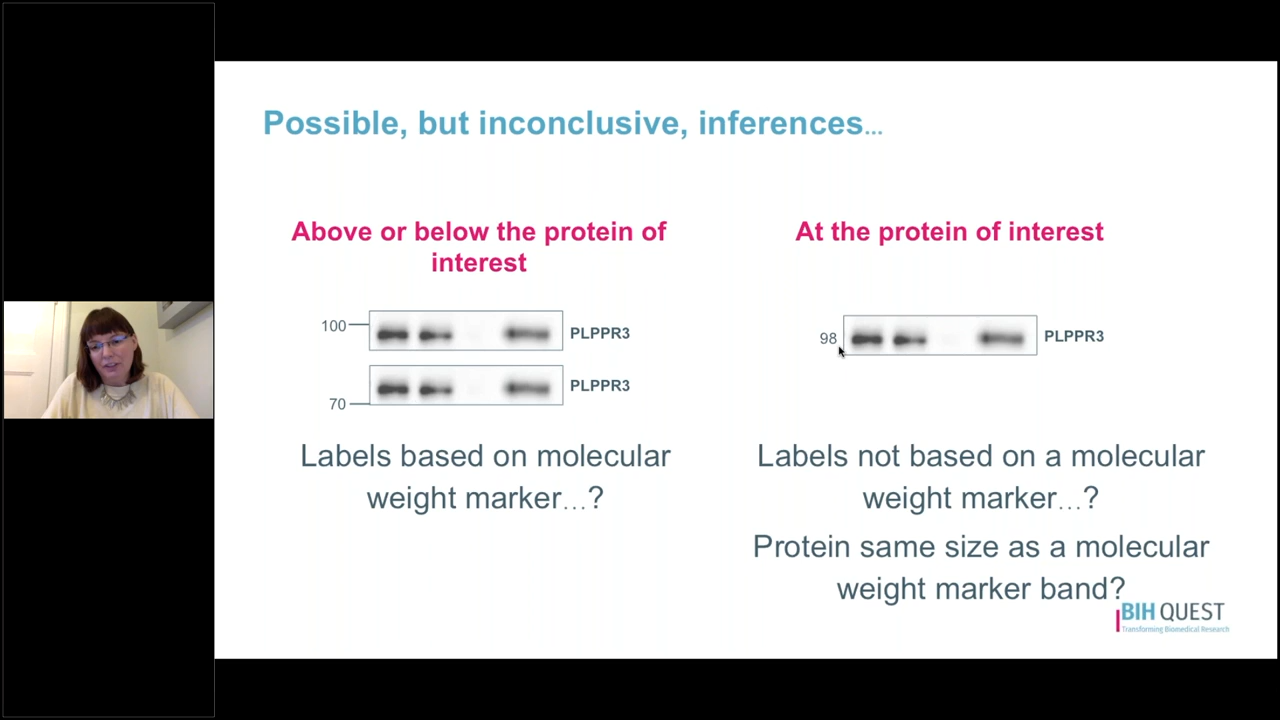 Possible, but inconclusive, inferences...
Above or below the protein of
interest
100
PLPPR3
PLPPR3
70
Labels based on molecular
weight marker...?
At the protein of interest
98
PLPPR3
Labels not based on a molecular
weight marker...?
Protein same size as a molecular
weight marker band?
BIH QUEST
Transforming Biomedical Research